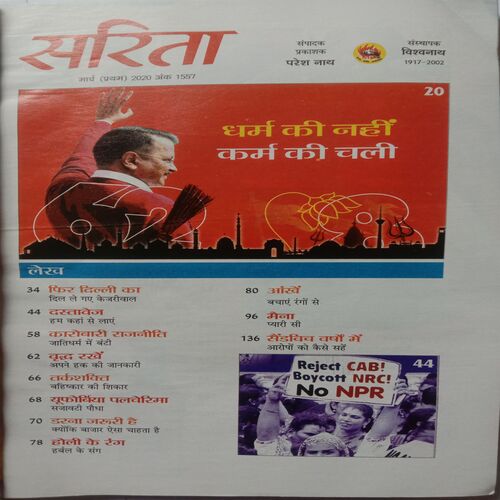 सरिता
मार्च (प्रथम) 2020 अंक 1557
संपादक
प्रकाशक
परेश नाथ
संस्थापक
विश्वनाथ
1917-2002
20
धर्म की नहीं
कर्म की चली
लेख
34 फिर दिल्ली का
दिल ले गए केजरीवाल
44 दस्तावेज
हम कहां से लाएं
58 कारोबारी राजनीति
जातिधर्म में बंटी
62 वृद्ध रखें
अपने हक की जानकारी
66 तर्कशक्ति
बहिष्कार की शिकार
68 यूफोर्बिया पलचेरिमा
सजावटी पौधा
70 डरना जरूरी है
क्योंकि बाजार ऐसा चाहता है
78 होली के रंग
हर्बल के संग
80 आंखें
बचाएं रंगों से
96 मैना
प्यारी सी
136 सैंडविच वर्षों में
आरोपों को कैसे सहें
44
Reject CAB!
Boycott NRC!
No NPR